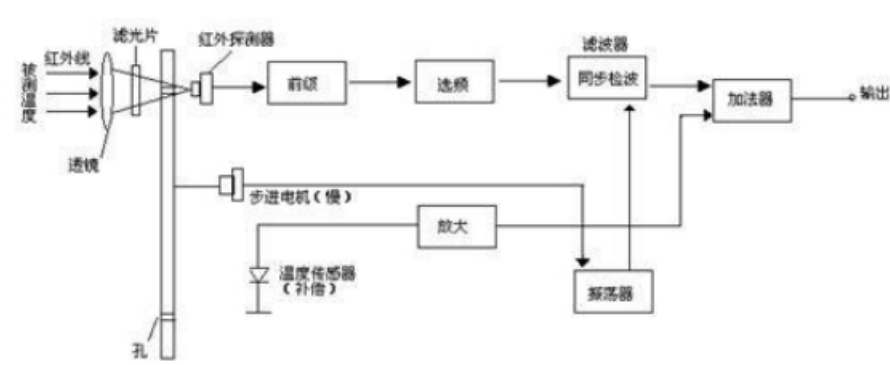 滤光片
红外探测器
红外线
被测温度
滤波器
同步检波
前级
选频
加法器
输出
透镜
步进电机（慢）
放大
温度传感器
（补偿）
振荡器
孔